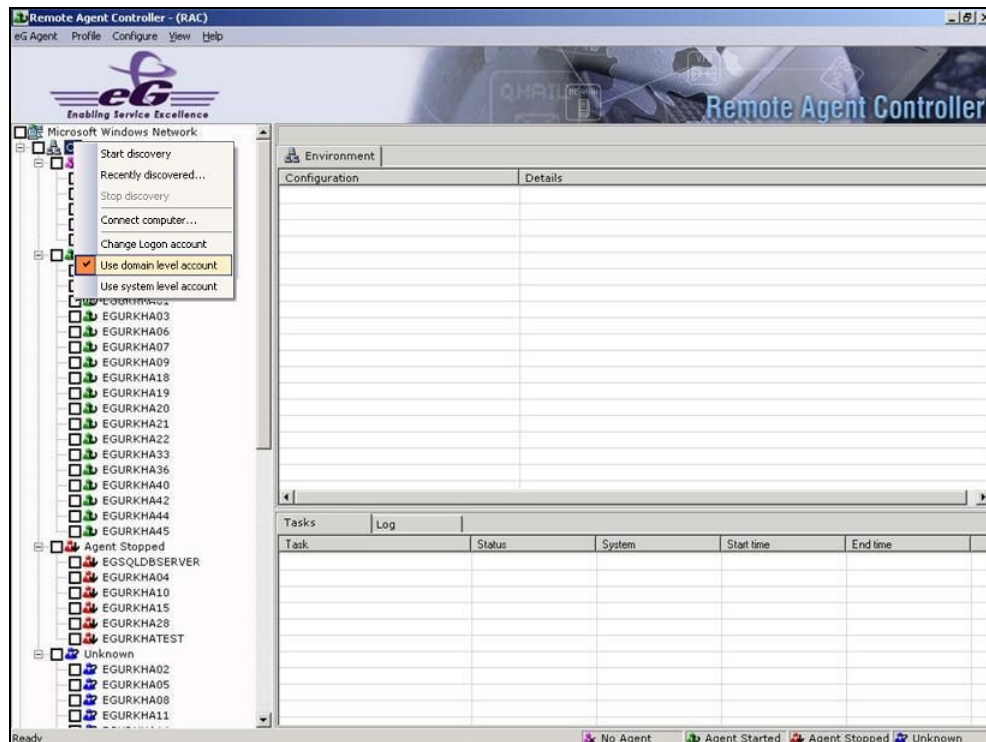 Remote Agent Controller - (RAC)
eG Agent Profile Configure View Help
eG
Enabling Service Excellence
Remote Agent Controller
Microsoft Windows Network
Start discovery
Recently discovered...
Stop discovery
Connect computer...
Change Logon account
Use domain level account
Use system level account
EGURKHA03
EGURKHA06
EGURKHA07
EGURKHA09
EGURKHA18
EGURKHA19
EGURKHA20
EGURKHA21
EGURKHA22
EGURKHA33
EGURKHA36
EGURKHA40
EGURKHA42
EGURKHA44
EGURKHA45
Agent Stopped
EGSQLDBSERVER
EGURKHA04
EGURKHA10
EGURKHA15
EGURKHA28
EGURKHATEST
Unknown
EGURKHA02
EGURKHA05
EGURKHA08
EGURKHA11
Environment
Configuration Details
Tasks Log
Task Status System Start time End time
Ready No Agent Agent Started Agent Stopped Unknown